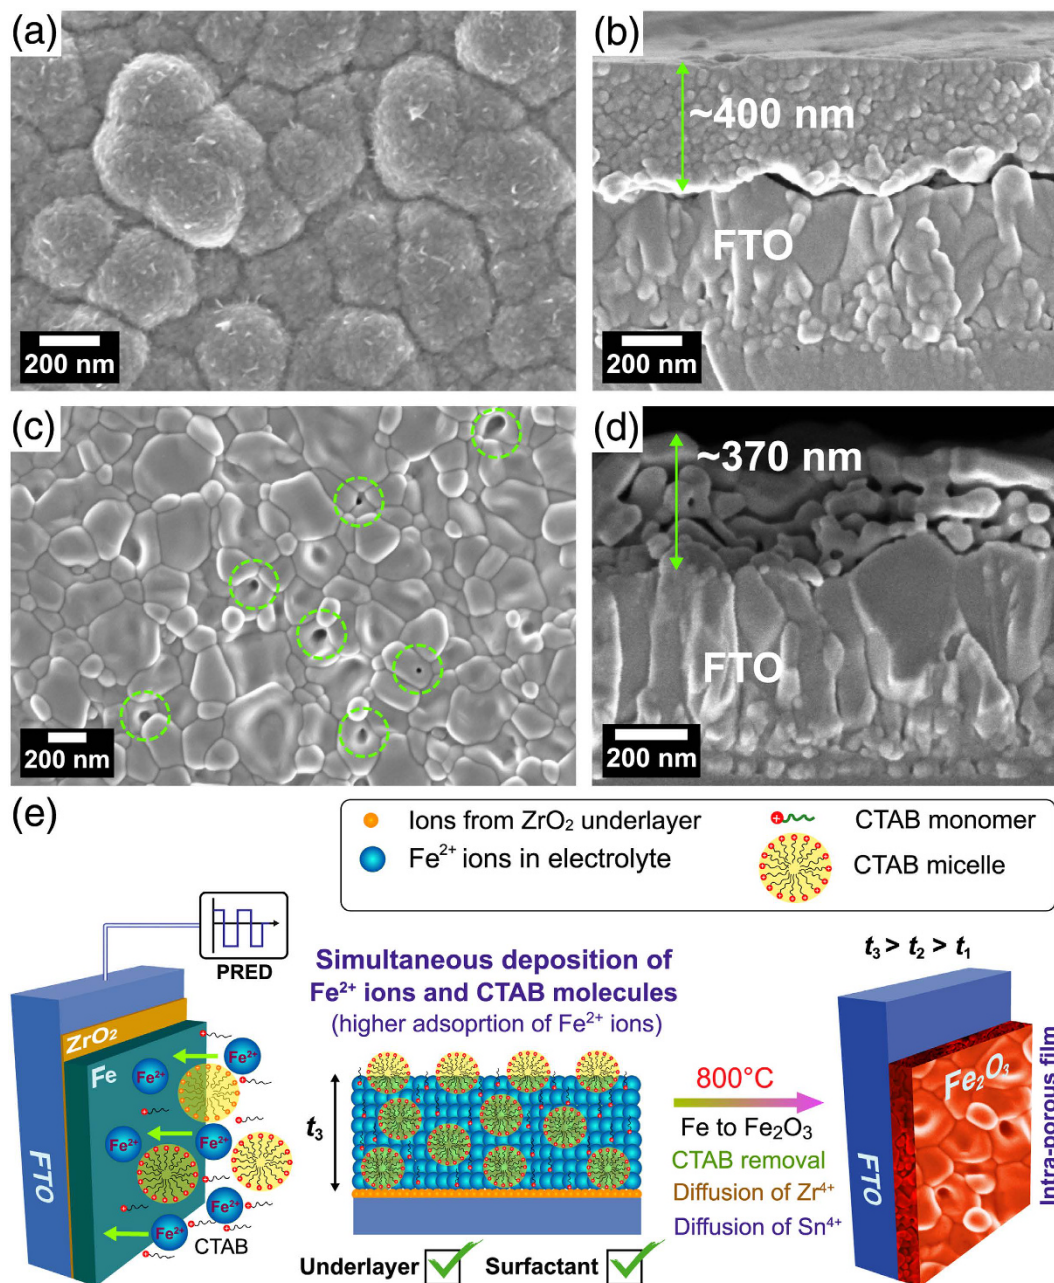 (a)
200 nm
(b)
~400 nm
FTO
200 nm
(c)
200 nm
(d)
~370 nm
FTO
200 nm
(e)
Ions from ZrO₂ underlayer
Fe²⁺ ions in electrolyte
CTAB monomer
CTAB micelle
PRED
ZrO₂
Fe
Fe²⁺
Fe²⁺
Fe²⁺
Fe²⁺
Fe²⁺
Fe²⁺
FTO
CTAB
Simultaneous deposition of
Fe²⁺ ions and CTAB molecules
(higher adsoprtion of Fe²⁺ ions)
t₃
Underlayer
Surfactant
800°C
Fe to Fe₂O₃
CTAB removal
Diffusion of Zr⁴⁺
Diffusion of Sn⁴⁺
t₃ > t₂ > t₁
FTO
Fe₂O₃
Intra-porous film